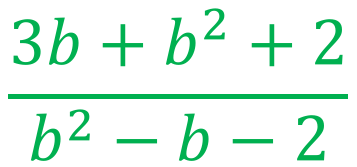 3b + b² + 2
b² − b − 2